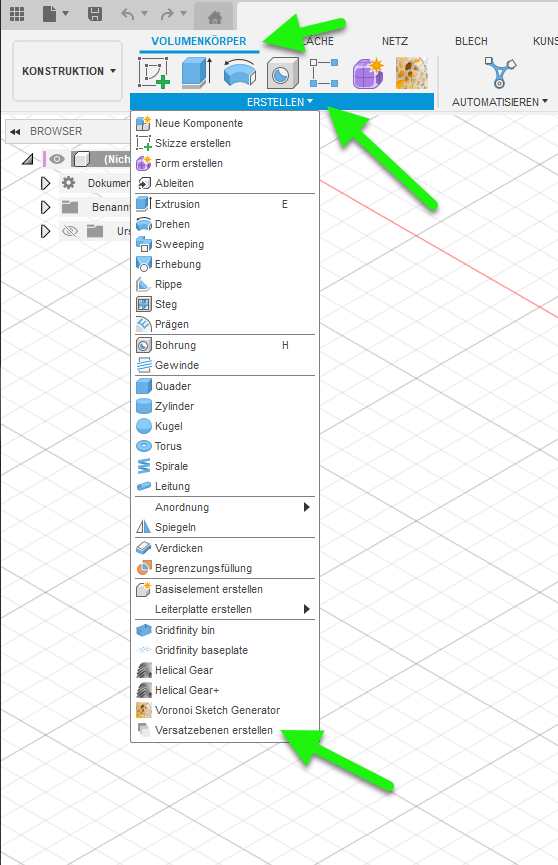 VOLUMENKÖRPER
LACHE
NETZ
BLECH
KUNS
KONSTRUKTION
ERSTELLEN
AUTOMATISIEREN
BROWSER
(Nich
Dokumen
Benann
Urs
Neue Komponente
Skizze erstellen
Form erstellen
Ableiten
Extrusion E
Drehen
Sweeping
Erhebung
Rippe
Steg
Prägen
Bohrung H
Gewinde
Quader
Zylinder
Kugel
Torus
Spirale
Leitung
Anordnung
Spiegeln
Verdicken
Begrenzungsfüllung
Basiselement erstellen
Leiterplatte erstellen
Gridfinity bin
Gridfinity baseplate
Helical Gear
Helical Gear+
Voronoi Sketch Generator
Versatzebenen erstellen